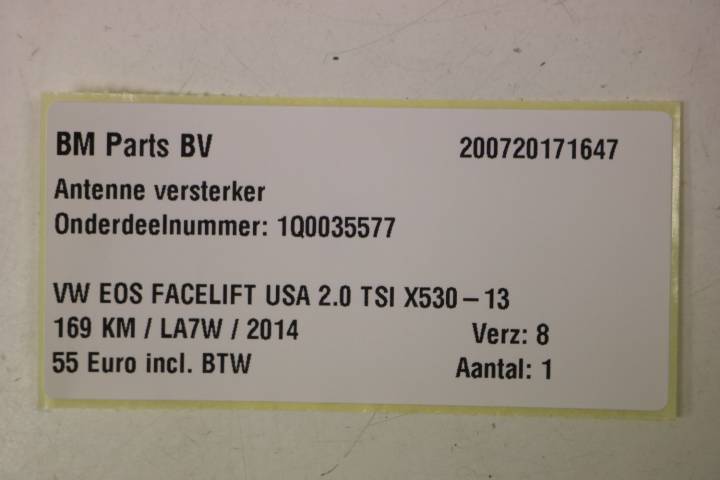 BM Parts BV 200720171647
Antenne versterker
Onderdeelnummer: 1Q0035577
VW EOS FACELIFT USA 2.0 TSI X530-13
169 KM / LA7W / 2014 Verz: 8
55 Euro incl. BTW Aantal: 1